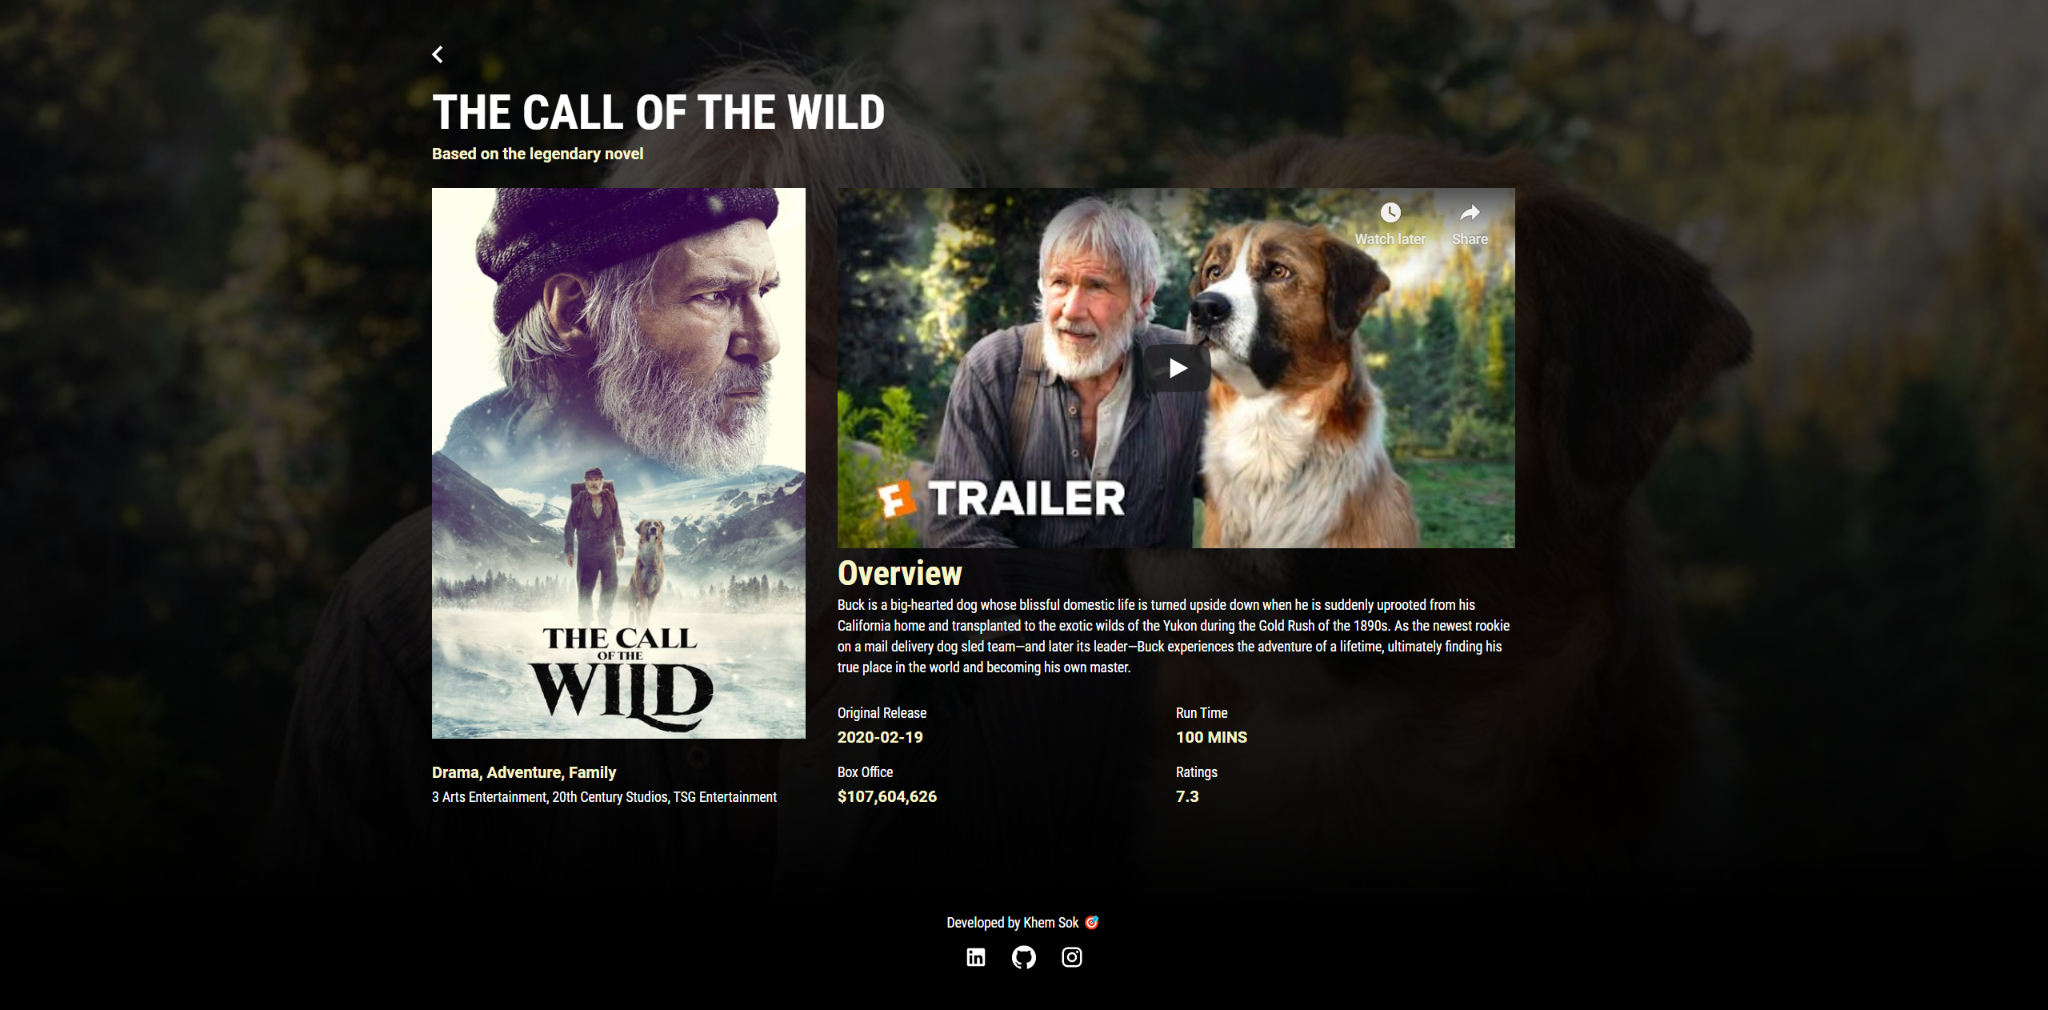 THE CALL OF THE WILD
Based on the legendary novel
Watch later
Share
TRAILER
THE CALL
OF THE
WILD
Overview
Buck is a big-hearted dog whose blissful domestic life is turned upside down when he is suddenly uprooted from his
California home and transplanted to the exotic wilds of the Yukon during the Gold Rush of the 1890s. As the newest rookie
on a mail delivery dog sled team—and later its leader—Buck experiences the adventure of a lifetime, ultimately finding his
true place in the world and becoming his own master.
Original Release
2020-02-19
Run Time
100 MINS
Drama, Adventure, Family
3 Arts Entertainment, 20th Century Studios, TSG Entertainment
Box Office
$107,604,626
Ratings
7.3
Developed by Khem Sok 🎯